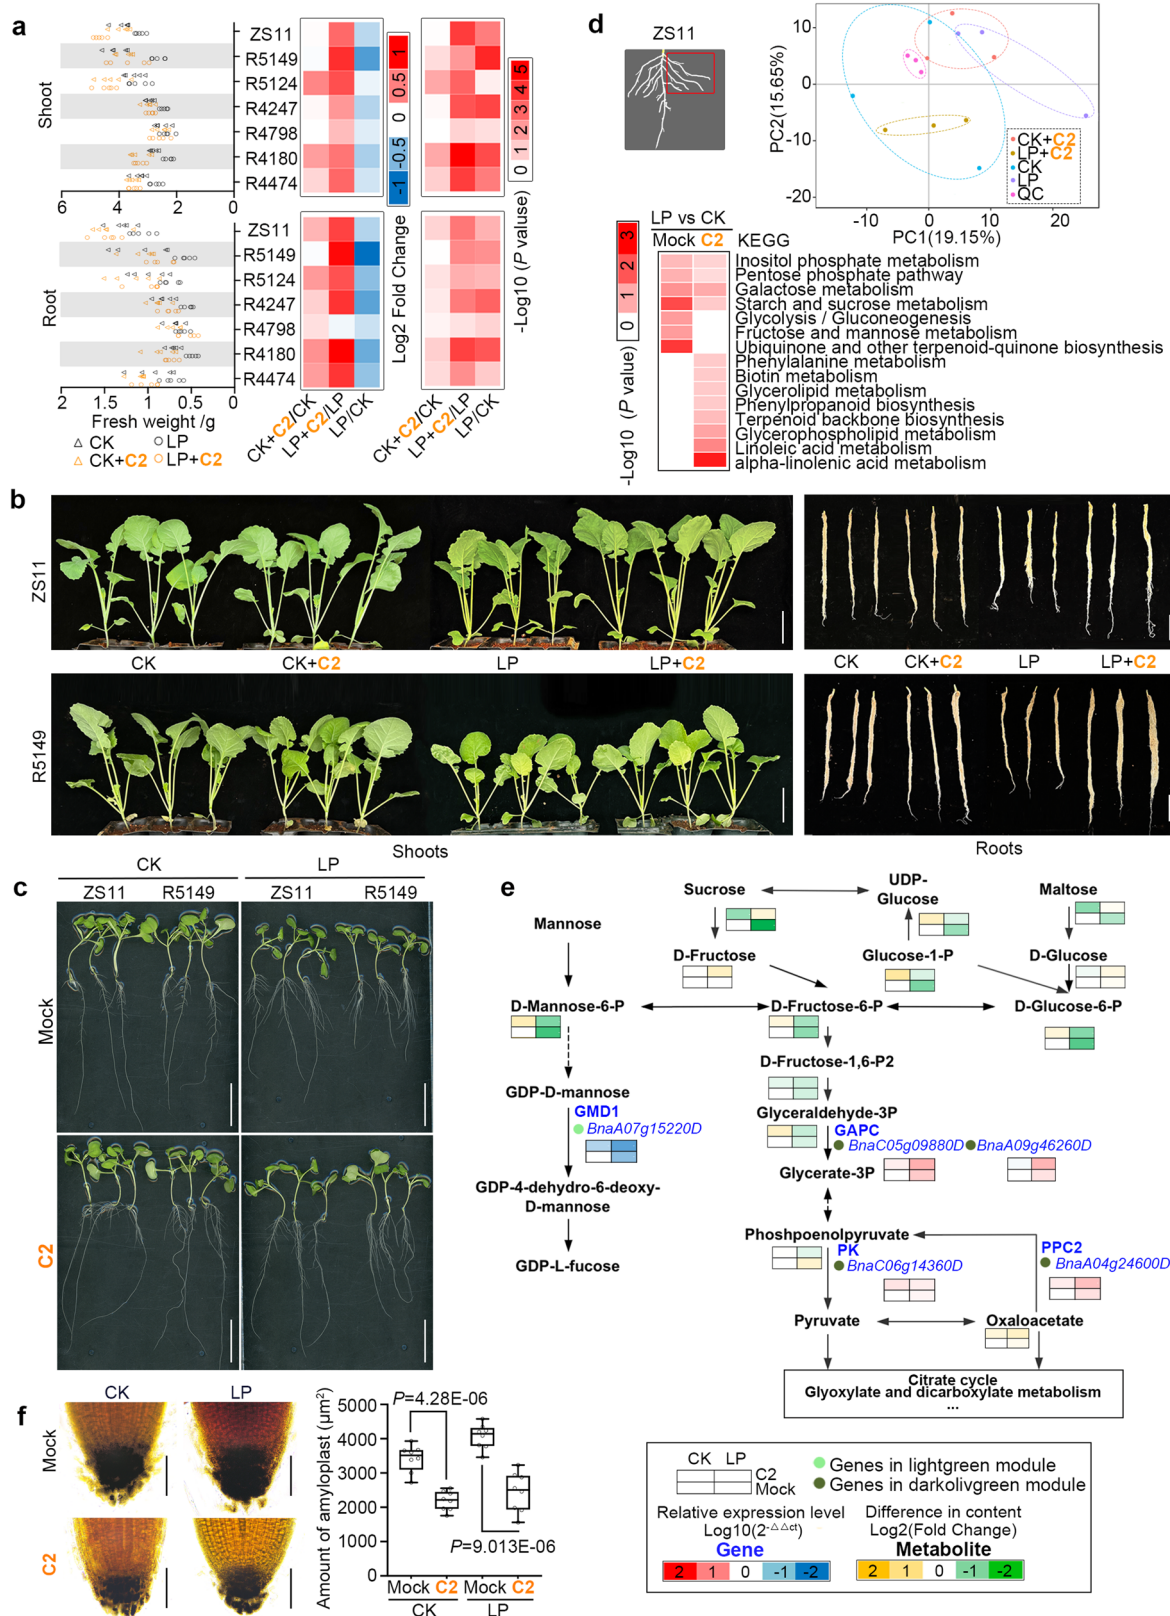 a
Shoot
ZS11
R5149
R5124
R4247
R4798
R4180
R4474
6 4 2 0
Root
ZS11
R5149
R5124
R4247
R4798
R4180
R4474
2 1.5 1 0.5 0
Fresh weight /g
CK LP
CK+C2 LP+C2
CK+C2/CK
LP+C2/LP
LP/CK
CK+C2/CK
LP+C2/LP
LP/CK
-1 -0.5 0 0.5 1
Log2 Fold Change
0 1 2 3 4 5
-Log10 (P valuse)
d
ZS11
PC2(15.65%)
10
0
-10
-20
-10 0 10 25
PC1(19.15%)
CK+C2
LP+C2
CK
LP
QC
LP vs CK
Mock C2 KEGG
0 1 2 3
-Log10 (P value)
Inositol phosphate metabolism
Pentose phosphate pathway
Galactose metabolism
Starch and sucrose metabolism
Glycolysis / Gluconeogenesis
Fructose and mannose metabolism
Ubiquinone and other terpenoid-quinone biosynthesis
Phenylalanine metabolism
Biotin metabolism
Glycerolipid metabolism
Phenylpropanoid biosynthesis
Terpenoid backbone biosynthesis
Glycerophospholipid metabolism
Linoleic acid metabolism
alpha-linolenic acid metabolism
b
ZS11
CK CK+C2 LP LP+C2
CK CK+C2 LP LP+C2
R5149
Shoots
Roots
c
CK LP
ZS11 R5149 ZS11 R5149
Mock
C2
e
Sucrose
UDP-
Glucose
Maltose
Mannose
D-Fructose
Glucose-1-P
D-Glucose
D-Mannose-6-P
D-Fructose-6-P
D-Glucose-6-P
D-Fructose-1,6-P2
GDP-D-mannose
Glyceraldehyde-3P
GMD1
BnaA07g15220D
GAPC
BnaC05g09880D BnaA09g46260D
Glycerate-3P
GDP-4-dehydro-6-deoxy-
D-mannose
Phoshpoenolpyruvate
PK
BnaC06g14360D
PPC2
BnaA04g24600D
GDP-L-fucose
Pyruvate
Oxaloacetate
Citrate cycle
Glyoxylate and dicarboxylate metabolism
...
CK LP
C2
Mock
Genes in lightgreen module
Genes in darkolivgreen module
Relative expression level
Log10(2-△△ct)
Gene
2 1 0 -1 -2
Difference in content
Log2(Fold Change)
Metabolite
2 1 0 -1 -2
f
CK LP
Mock
C2
Amount of amyloplast (μm²)
5000
4000
3000
2000
1000
0
P=4.28E-06
P=9.013E-06
Mock C2 Mock C2
CK LP